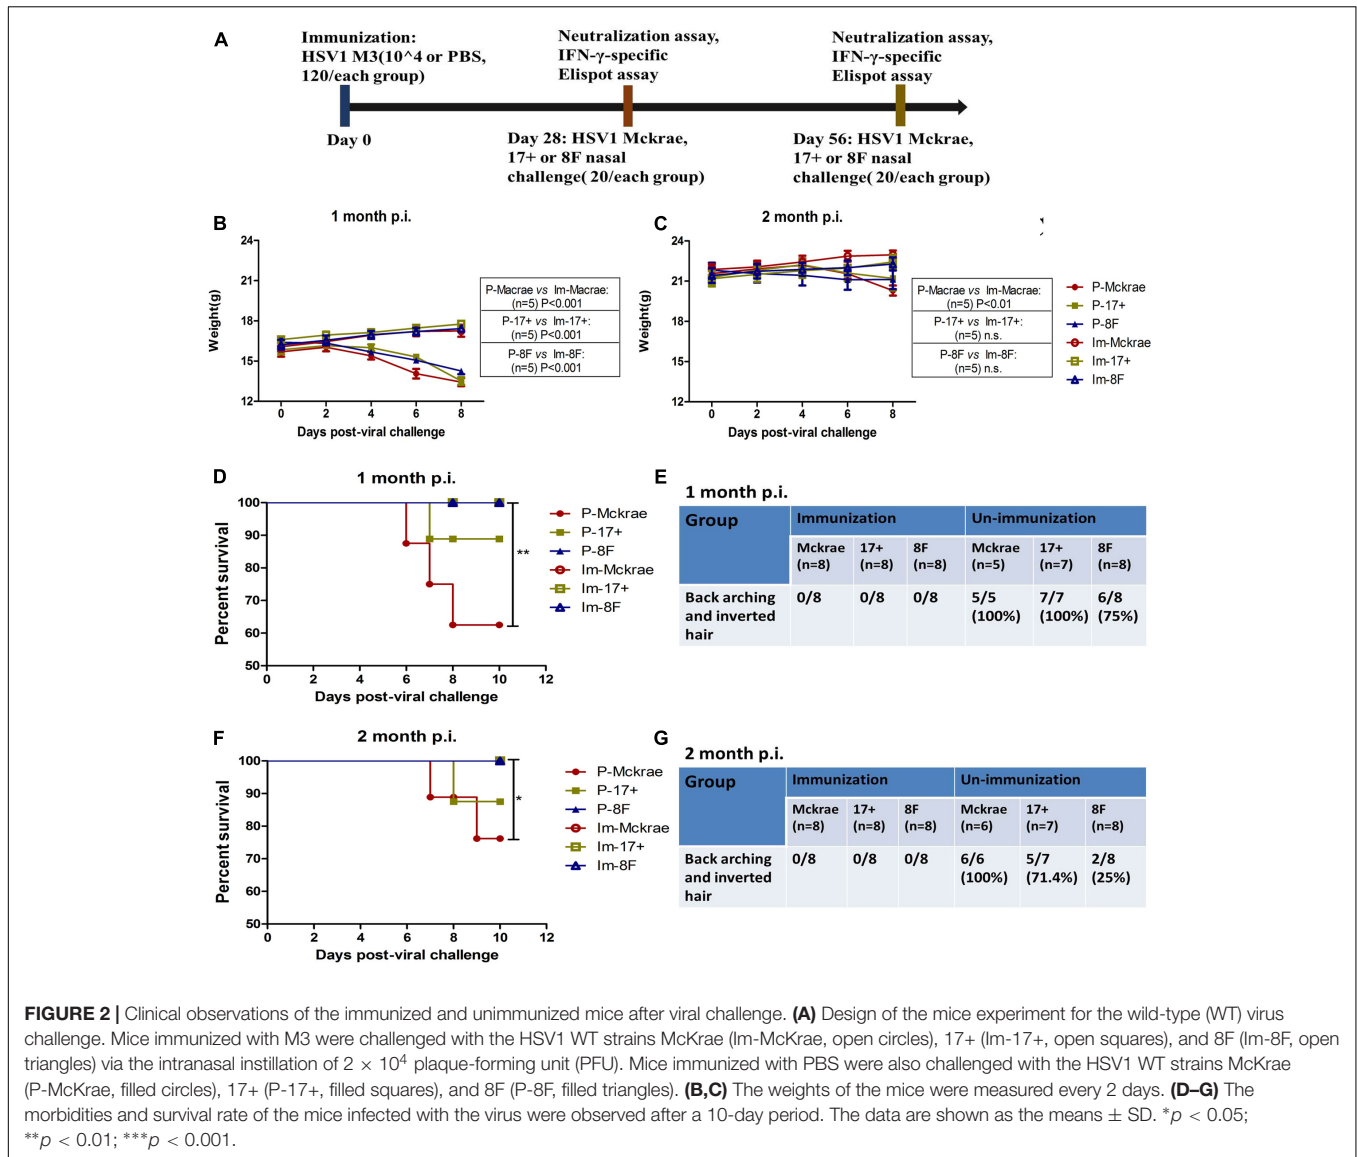 A
Immunization:
HSV1 M3(10^4 or PBS,
120/each group)
Neutralization assay,
IFN-γ-specific
Elispot assay
Neutralization assay,
IFN-γ-specific
Elispot assay
Day 0
Day 28: HSV1 Mckrae,
17+ or 8F nasal
challenge( 20/each group)
Day 56: HSV1 Mckrae,
17+ or 8F nasal
challenge( 20/each group)
B
1 month p.i.
Weight(g)
24
21
18
15
12
0 2 4 6 8
Days post-viral challenge
P-Macrae vs Im-Macrae:
(n=5) P<0.001
P-17+ vs Im-17+:
(n=5) P<0.001
P-8F vs Im-8F:
(n=5) P<0.001
C
2 month p.i.
Weight(g)
24
21
18
15
12
0 2 4 6 8
Days post-viral challenge
P-Macrae vs Im-Macrae:
(n=5) P<0.01
P-17+ vs Im-17+:
(n=5) n.s.
P-8F vs Im-8F:
(n=5) n.s.
P-Mckrae
P-17+
P-8F
Im-Mckrae
Im-17+
Im-8F
D
1 month p.i.
Percent survival
100
90
80
70
60
50
0 2 4 6 8 10 12
Days post-viral challenge
**
P-Mckrae
P-17+
P-8F
Im-Mckrae
Im-17+
Im-8F
E
1 month p.i.
Group Immunization Un-immunization
Mckrae 17+ 8F Mckrae 17+ 8F
(n=8) (n=8) (n=8) (n=5) (n=7) (n=8)
Back arching 0/8 0/8 0/8 5/5 7/7 6/8
and inverted (100%) (100%) (75%)
hair
F
2 month p.i.
Percent survival
100
90
80
70
60
50
0 2 4 6 8 10 12
Days post-viral challenge
*
P-Mckrae
P-17+
P-8F
Im-Mckrae
Im-17+
Im-8F
G
2 month p.i.
Group Immunization Un-immunization
Mckrae 17+ 8F Mckrae 17+ 8F
(n=8) (n=8) (n=8) (n=6) (n=7) (n=8)
Back arching 0/8 0/8 0/8 6/6 5/7 2/8
and inverted (100%) (71.4%) (25%)
hair
FIGURE 2 | Clinical observations of the immunized and unimmunized mice after viral challenge. (A) Design of the mice experiment for the wild-type (WT) virus
challenge. Mice immunized with M3 were challenged with the HSV1 WT strains McKrae (Im-McKrae, open circles), 17+ (Im-17+, open squares), and 8F (Im-8F, open
triangles) via the intranasal instillation of 2 × 10⁴ plaque-forming unit (PFU). Mice immunized with PBS were also challenged with the HSV1 WT strains McKrae
(P-McKrae, filled circles), 17+ (P-17+, filled squares), and 8F (P-8F, filled triangles). (B,C) The weights of the mice were measured every 2 days. (D–G) The
morbidities and survival rate of the mice infected with the virus were observed after a 10-day period. The data are shown as the means ± SD. *p < 0.05;
**p < 0.01; ***p < 0.001.